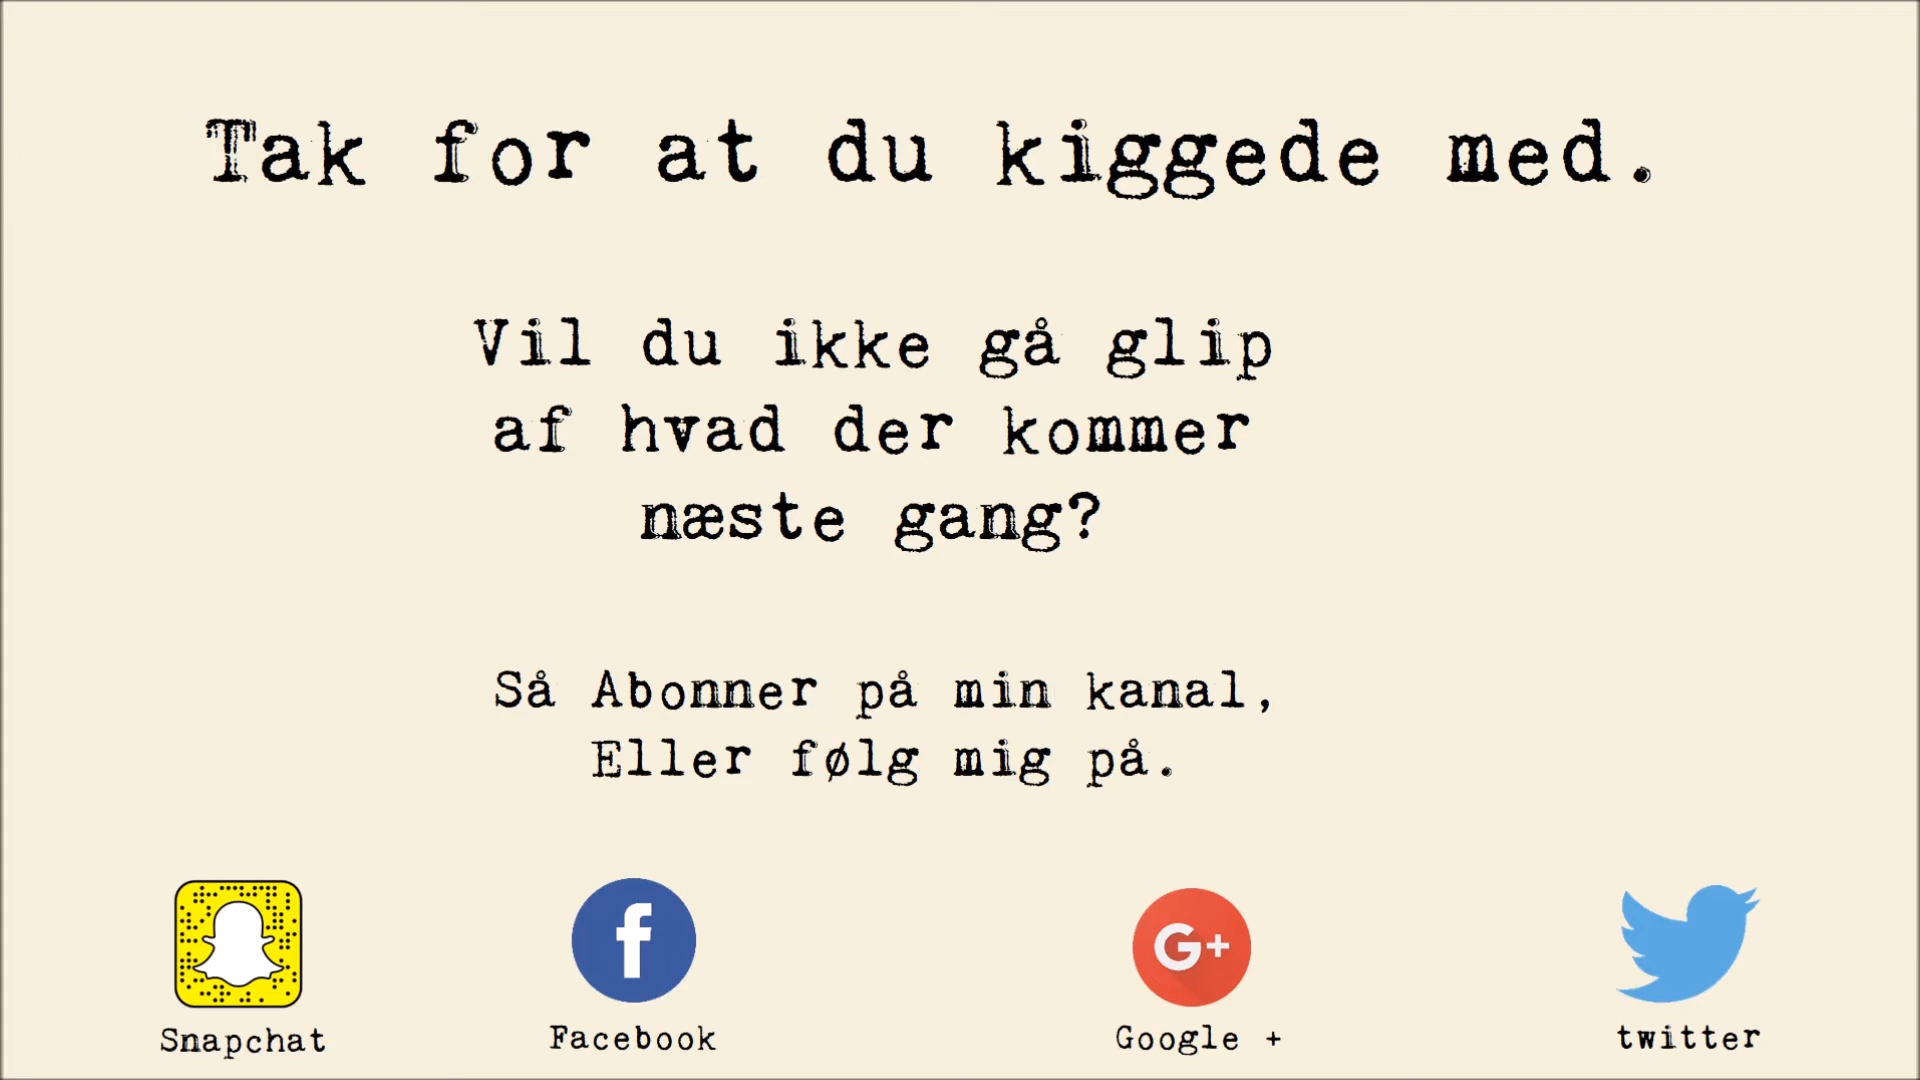 Tak for at du kiggede med.
Vil du ikke gå glip
af hvad der kommer
næste gang?
Så Abonner på min kanal,
Eller følg mig på.
f
G+
Snapchat
Facebook
Google +
twitter